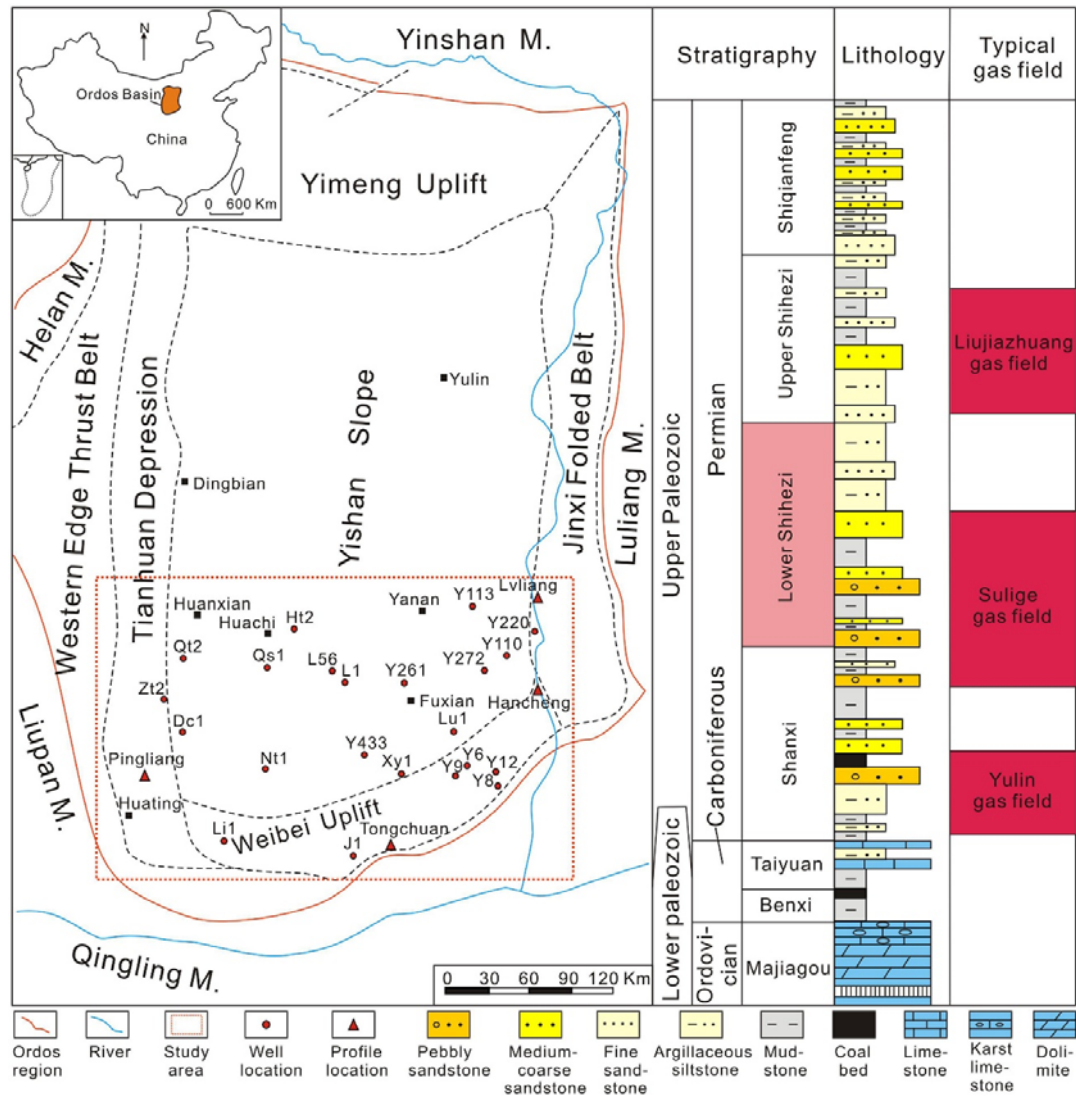 N
Ordos Basin
China
0 600 Km
Yinshan M.
Yimeng Uplift
Helan M.
Western Edge Thrust Belt
Tianhuan Depression
Yishan Slope
Jinxi Folded Belt
Luliang M.
Yulin
Dingbian
Huanxian
Huachi
Ht2
Yanan
Y113
Lvliang
Y220
Qt2
Qs1
L56
L1
Y261
Y272
Y110
Zt2
Fuxian
Hancheng
Dc1
Lu1
Liupan M.
Pingliang
Nt1
Y433
Xy1
Y9
Y6
Y12
Y8
Huating
Weibei Uplift
Tongchuan
Li1
J1
Qingling M.
0 30 60 90 120 Km
Stratigraphy
Lithology
Typical
gas field
Upper Paleozoic
Lower paleozoic
Permian
Carboniferous
Ordovi-
cian
Shiqianfeng
Upper Shihezi
Lower Shihezi
Shanxi
Taiyuan
Benxi
Majiagou
Liujiazhuang
gas field
Sulige
gas field
Yulin
gas field
Ordos
region
River
Study
area
Well
location
Profile
location
Pebbly
sandstone
Medium-
coarse
sandstone
Fine
sand-
stone
Argillaceous
siltstone
Mud-
stone
Coal
bed
Lime-
stone
Karst
lime-
stone
Doli-
mite